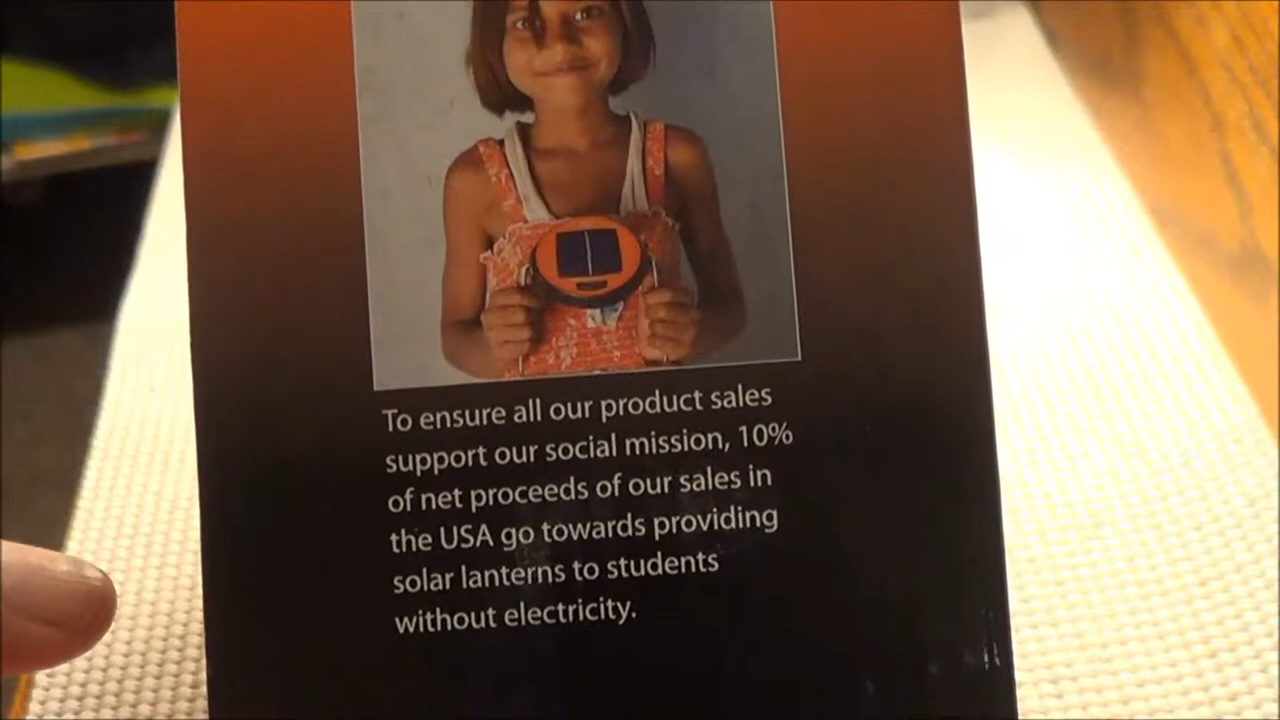 To ensure all our product sales
support our social mission, 10%
of net proceeds of our sales in
the USA go towards providing
solar lanterns to students
without electricity.